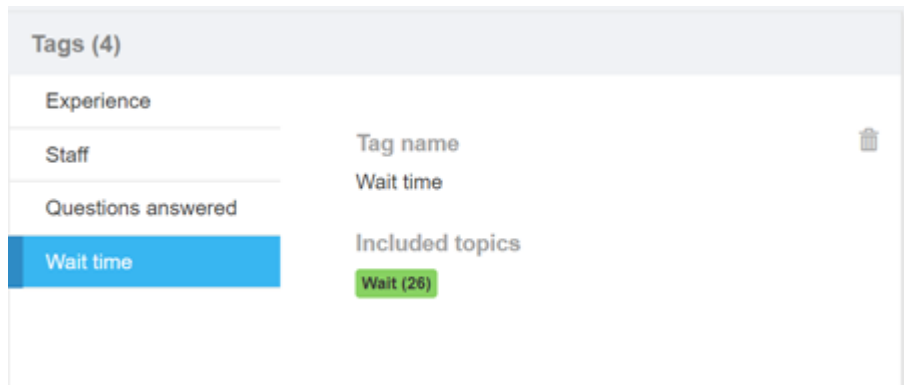 Tags (4)
Experience
Staff
Questions answered
Wait time
Tag name
Wait time
Included topics
Wait (26)